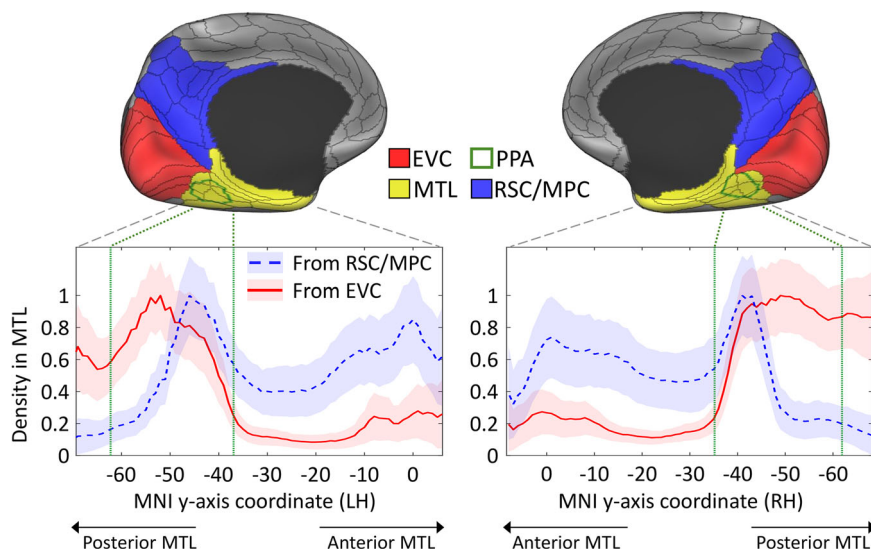 EVC
PPA
MTL
RSC/MPC
From RSC/MPC
From EVC
Density in MTL
1
0.8
0.6
0.4
0.2
0
-60 -50 -40 -30 -20 -10 0
MNI y-axis coordinate (LH)
Posterior MTL Anterior MTL
1
0.8
0.6
0.4
0.2
0
0 -10 -20 -30 -40 -50 -60
MNI y-axis coordinate (RH)
Anterior MTL Posterior MTL